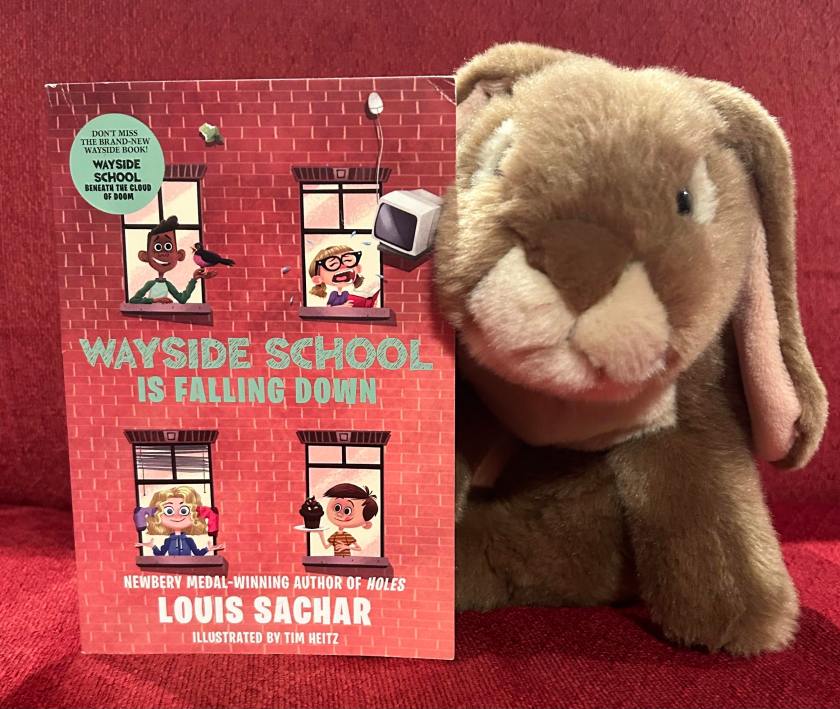 DON'T MISS
THE BRAND-NEW
WAYSIDE BOOK!
WAYSIDE
SCHOOL
BENEATH THE CLOUD
OF DOOM
WAYSIDE SCHOOL
IS FALLING DOWN
NEWBERY MEDAL-WINNING AUTHOR OF HOLES
LOUIS SACHAR
ILLUSTRATED BY TIM HEITZ